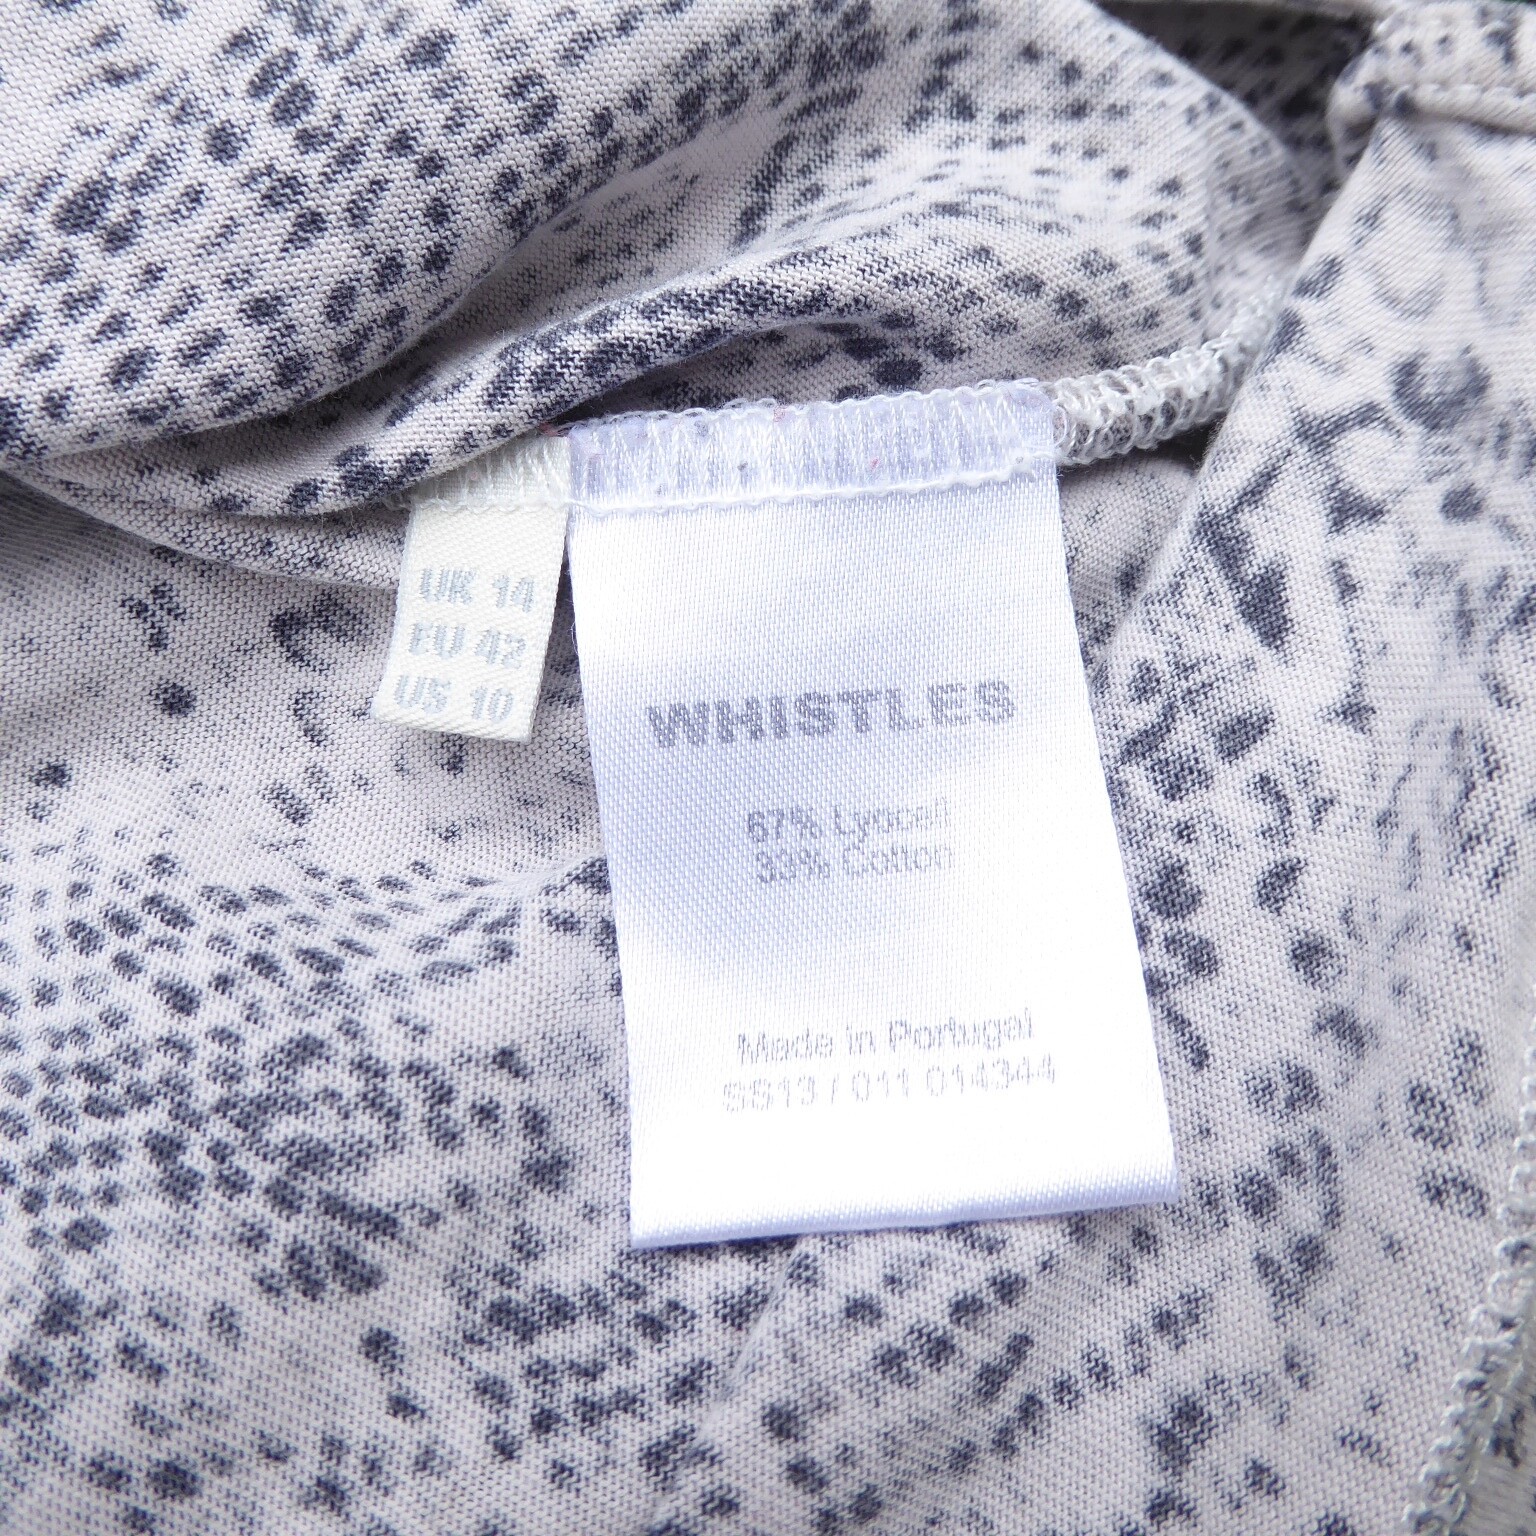 UK 14
EU 42
US 10
WHISTLES
67% Lyocell
33% Cotton
Made in Portugal
SS13 / 011 014344